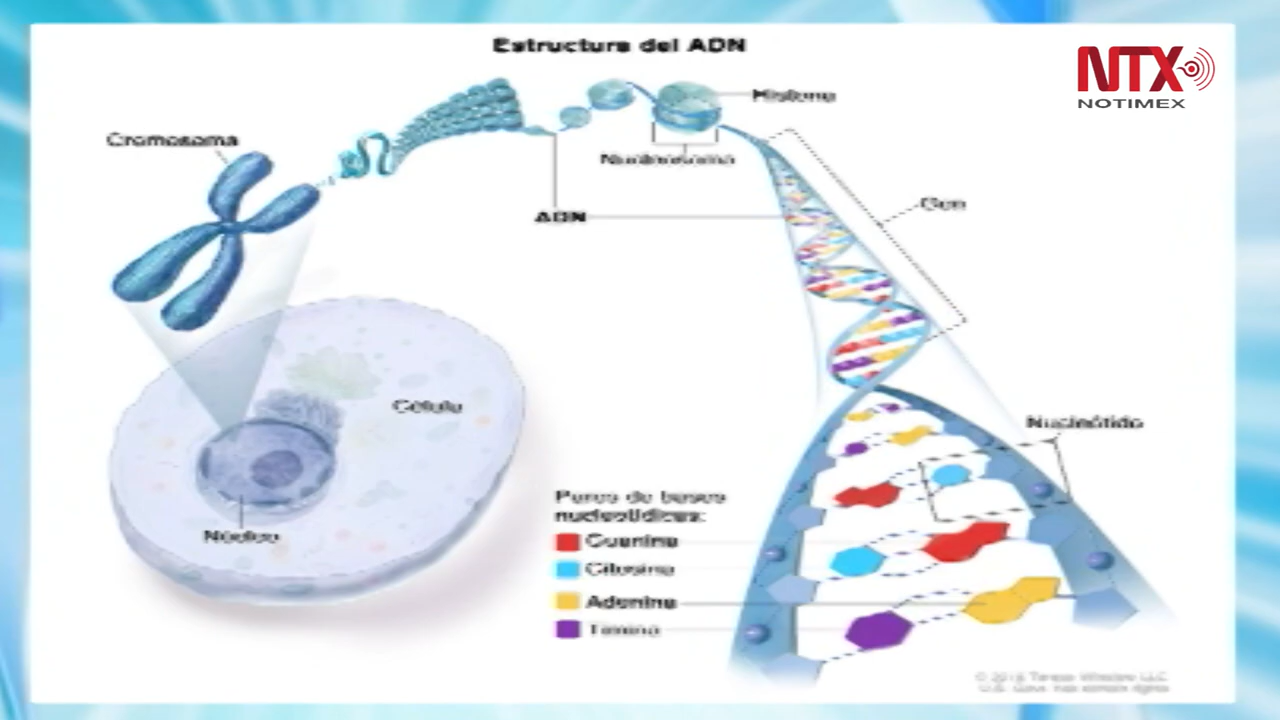 Estructura del ADN
NTX
NOTIMEX
Histona
Cromosoma
Nucleosoma
Gen
ADN
Célula
Nucleótido
Pares de bases
nucleotídicas:
Núcleo
Guanina
Citosina
Adenina
Timina